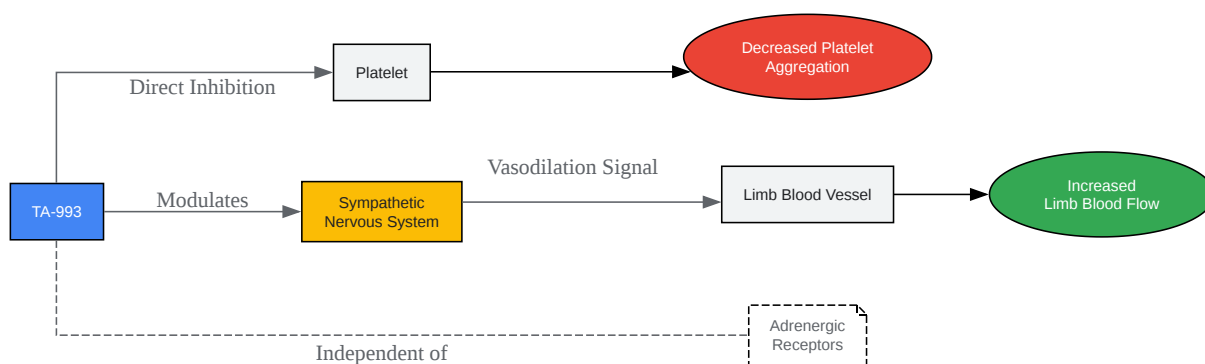 Decreased Platelet
Aggregation
Platelet
Direct Inhibition
Vasodilation Signal
TA-993
Modulates
Sympathetic
Nervous System
Limb Blood Vessel
Increased
Limb Blood Flow
Adrenergic
Receptors
Independent of